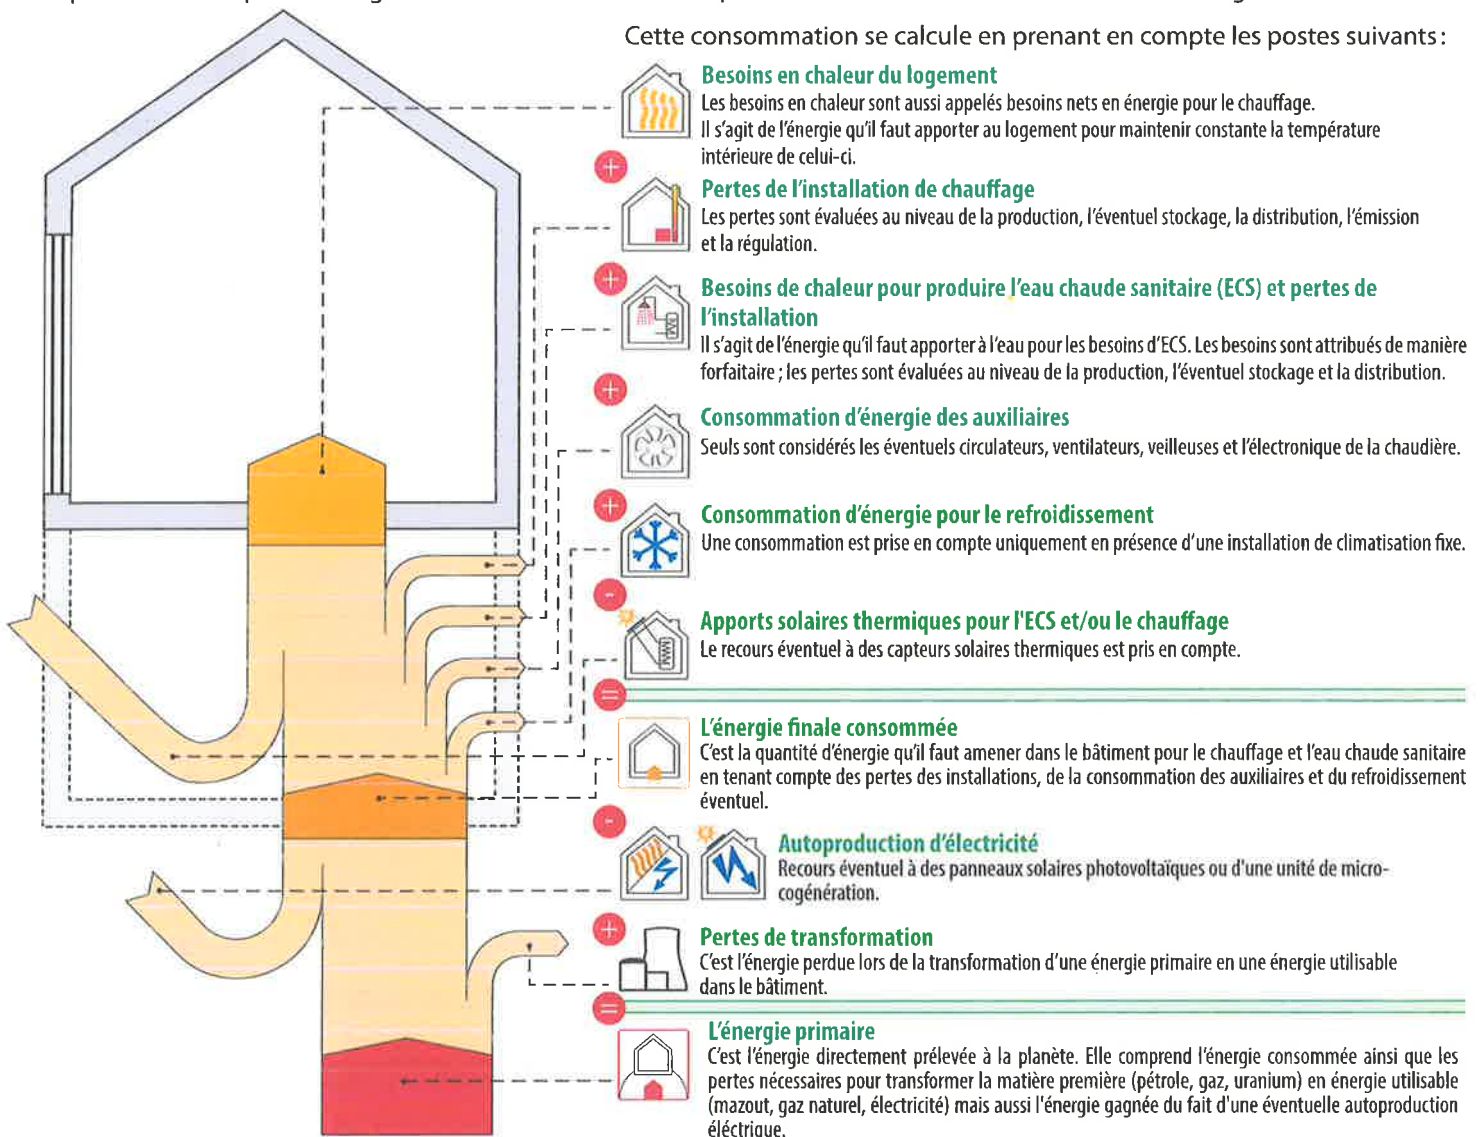 Cette consommation se calcule en prenant en compte les postes suivants :
Besoins en chaleur du logement
Les besoins en chaleur sont aussi appelés besoins nets en énergie pour le chauffage.
Il s'agit de l'énergie qu'il faut apporter au logement pour maintenir constante la température
intérieure de celui-ci.
+
Pertes de l'installation de chauffage
Les pertes sont évaluées au niveau de la production, l'éventuel stockage, la distribution, l'émission
et la régulation.
+
Besoins de chaleur pour produire l'eau chaude sanitaire (ECS) et pertes de
l'installation
Il s'agit de l'énergie qu'il faut apporter à l'eau pour les besoins d'ECS. Les besoins sont attribués de manière
forfaitaire ; les pertes sont évaluées au niveau de la production, l'éventuel stockage et la distribution.
+
Consommation d'énergie des auxiliaires
Seuls sont considérés les éventuels circulateurs, ventilateurs, veilleuses et l'électronique de la chaudière.
+
Consommation d'énergie pour le refroidissement
Une consommation est prise en compte uniquement en présence d'une installation de climatisation fixe.
-
Apports solaires thermiques pour l'ECS et/ou le chauffage
Le recours éventuel à des capteurs solaires thermiques est pris en compte.
=
L'énergie finale consommée
C'est la quantité d'énergie qu'il faut amener dans le bâtiment pour le chauffage et l'eau chaude sanitaire
en tenant compte des pertes des installations, de la consommation des auxiliaires et du refroidissement
éventuel.
-
Autoproduction d'électricité
Recours éventuel à des panneaux solaires photovoltaïques ou d'une unité de micro-
cogénération.
+
Pertes de transformation
C'est l'énergie perdue lors de la transformation d'une énergie primaire en une énergie utilisable
dans le bâtiment.
=
L'énergie primaire
C'est l'énergie directement prélevée à la planète. Elle comprend l'énergie consommée ainsi que les
pertes nécessaires pour transformer la matière première (pétrole, gaz, uranium) en énergie utilisable
(mazout, gaz naturel, électricité) mais aussi l'énergie gagnée du fait d'une éventuelle autoproduction
éléctrique.